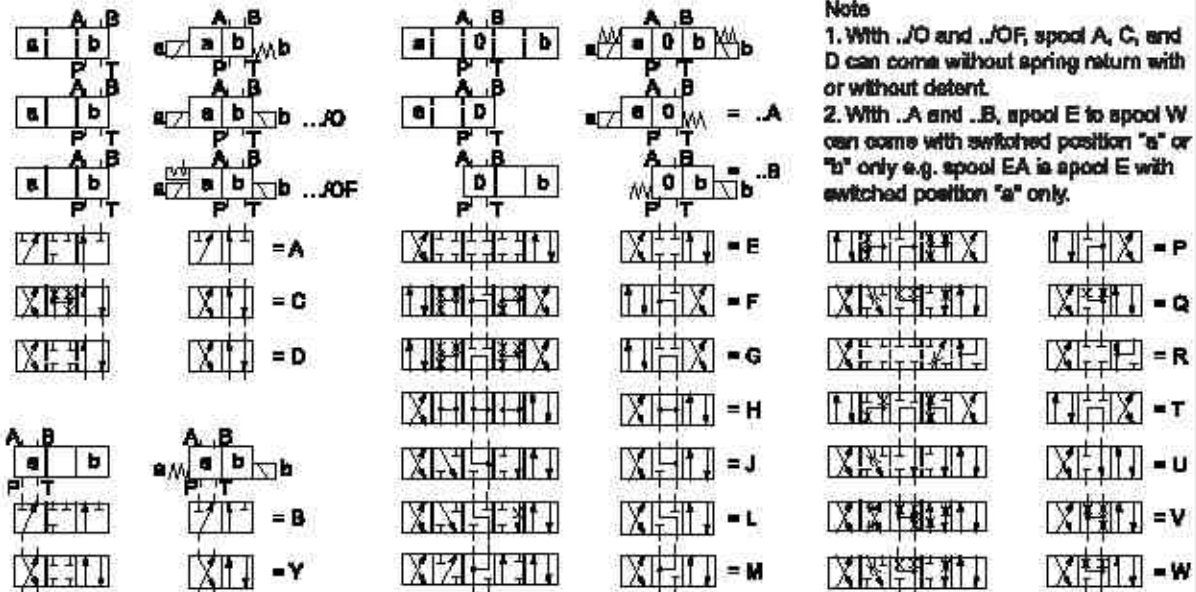 A B
a b
P T
A B
a a b b
P T
A B
a 0 b
P T
A B
a a 0 b b
P T
Note
1. With ../O and ../OF, spool A, C, and
D can come without spring return with
or without detent.
2. With ..A and ..B, spool E to spool W
can come with switched position "a" or
"b" only e.g. spool EA is spool E with
switched position "a" only.
A B
a b
P T
A B
a a b b .../O
P T
A B
a 0
P T
A B
a a 0 = ..A
P T
A B
a b
P T
A B
a a b b .../OF
P T
A B
0 b
P T
A B
0 b b = ..B
P T
= A
= E
= P
= C
= F
= Q
= D
= G
= R
= H
= T
A B
a b
P T
A B
a a b b
P T
= J
= U
= B
= L
= V
= Y
= M
= W